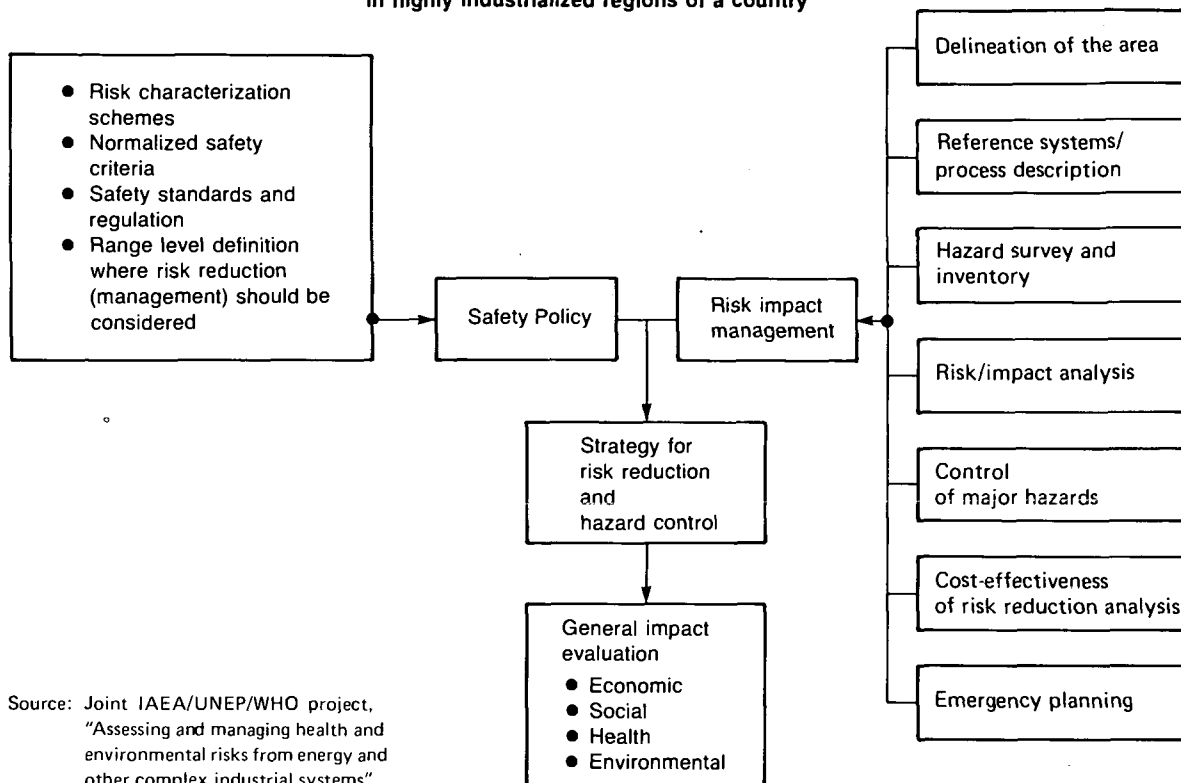 in highly industrialized regions of a country
● Risk characterization
schemes
● Normalized safety
criteria
● Safety standards and
regulation
● Range level definition
where risk reduction
(management) should be
considered
Safety Policy
Risk impact
management
Delineation of the area
Reference systems/
process description
Hazard survey and
inventory
Risk/impact analysis
Control
of major hazards
Cost-effectiveness
of risk reduction analysis
Emergency planning
Strategy for
risk reduction
and
hazard control
General impact
evaluation
● Economic
● Social
● Health
● Environmental
Source: Joint IAEA/UNEP/WHO project,
"Assessing and managing health and
environmental risks from energy and
other complex industrial systems"